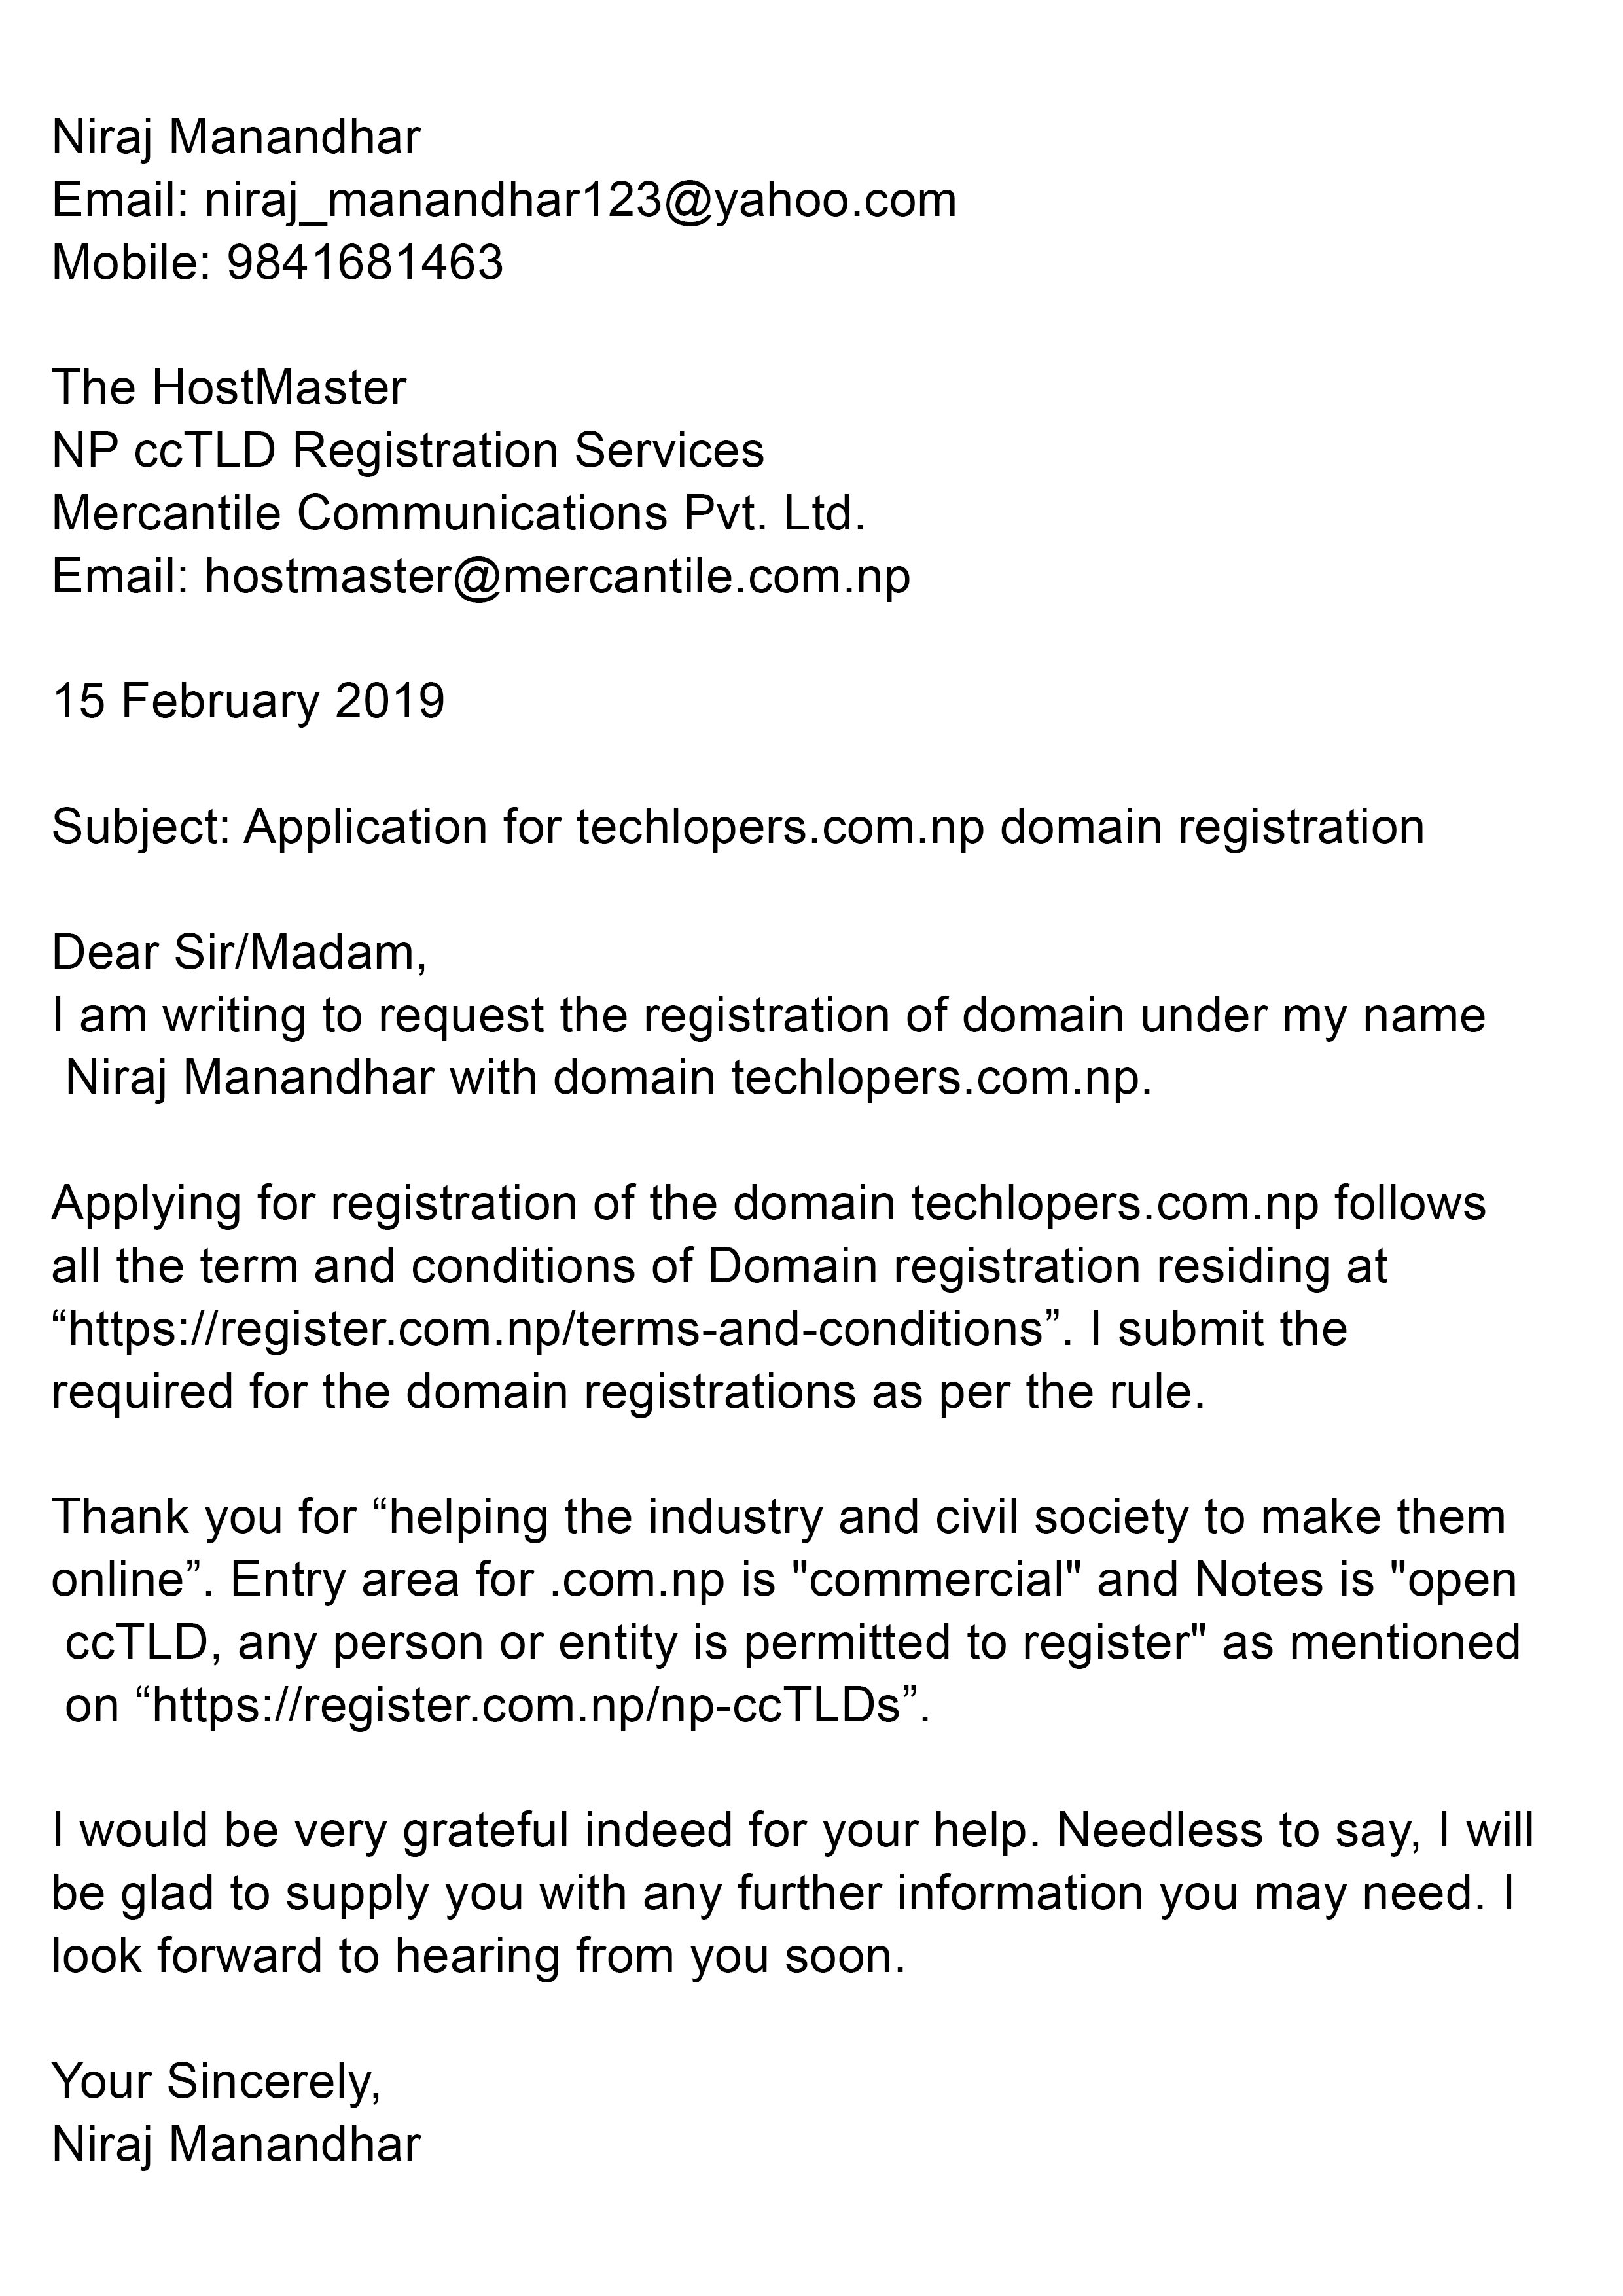 Niraj Manandhar
Email: niraj_manandhar123@yahoo.com
Mobile: 9841681463
The HostMaster
NP ccTLD Registration Services
Mercantile Communications Pvt. Ltd.
Email: hostmaster@mercantile.com.np
15 February 2019
Subject: Application for techlopers.com.np domain registration
Dear Sir/Madam,
I am writing to request the registration of domain under my name
Niraj Manandhar with domain techlopers.com.np.
Applying for registration of the domain techlopers.com.np follows
all the term and conditions of Domain registration residing at
“https://register.com.np/terms-and-conditions”. I submit the
required for the domain registrations as per the rule.
Thank you for “helping the industry and civil society to make them
online”. Entry area for .com.np is "commercial" and Notes is "open
ccTLD, any person or entity is permitted to register" as mentioned
on “https://register.com.np/np-ccTLDs”.
I would be very grateful indeed for your help. Needless to say, I will
be glad to supply you with any further information you may need. I
look forward to hearing from you soon.
Your Sincerely,
Niraj Manandhar